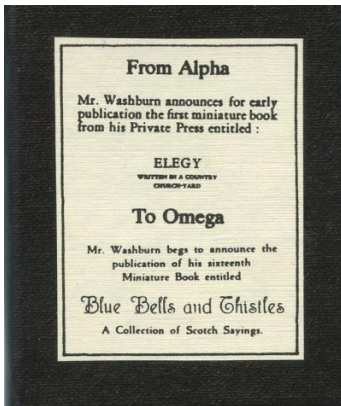 From Alpha
Mr. Washburn announces for early
publication the first miniature book
from his Private Press entitled :
ELEGY
WRITTEN IN A COUNTRY
CHURCH-YARD
To Omega
Mr. Washburn begs to announce the
publication of his sixteenth
Miniature Book entitled
Blue Bells and Thistles
A Collection of Scotch Sayings.